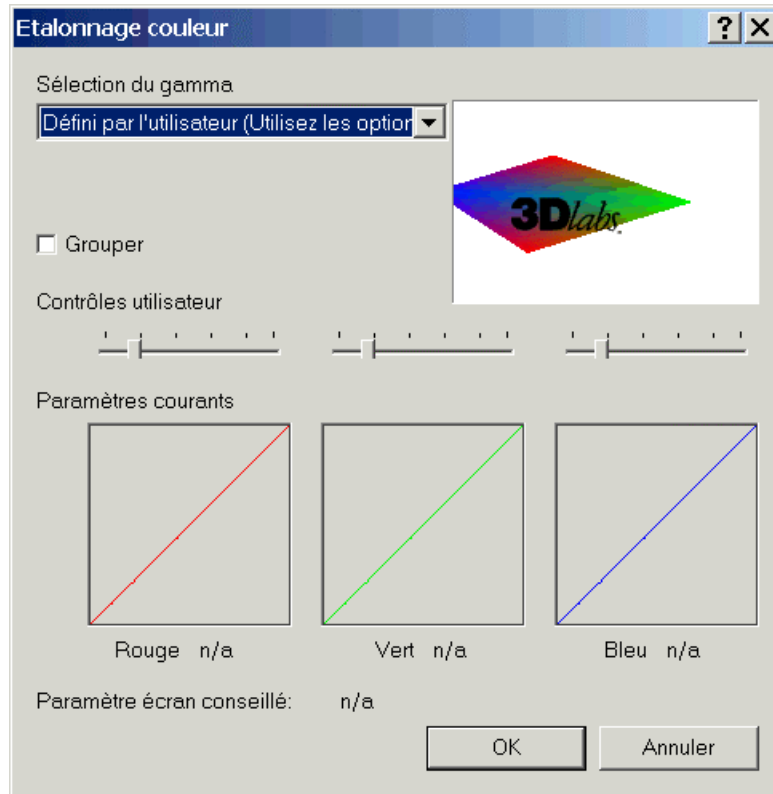 Etalonnage couleur
Sélection du gamma
Défini par l'utilisateur (Utilisez les option
3Dlabs.
Grouper
Contrôles utilisateur
Paramètres courants
Rouge n/a
Vert n/a
Bleu n/a
Paramètre écran conseillé: n/a
OK
Annuler